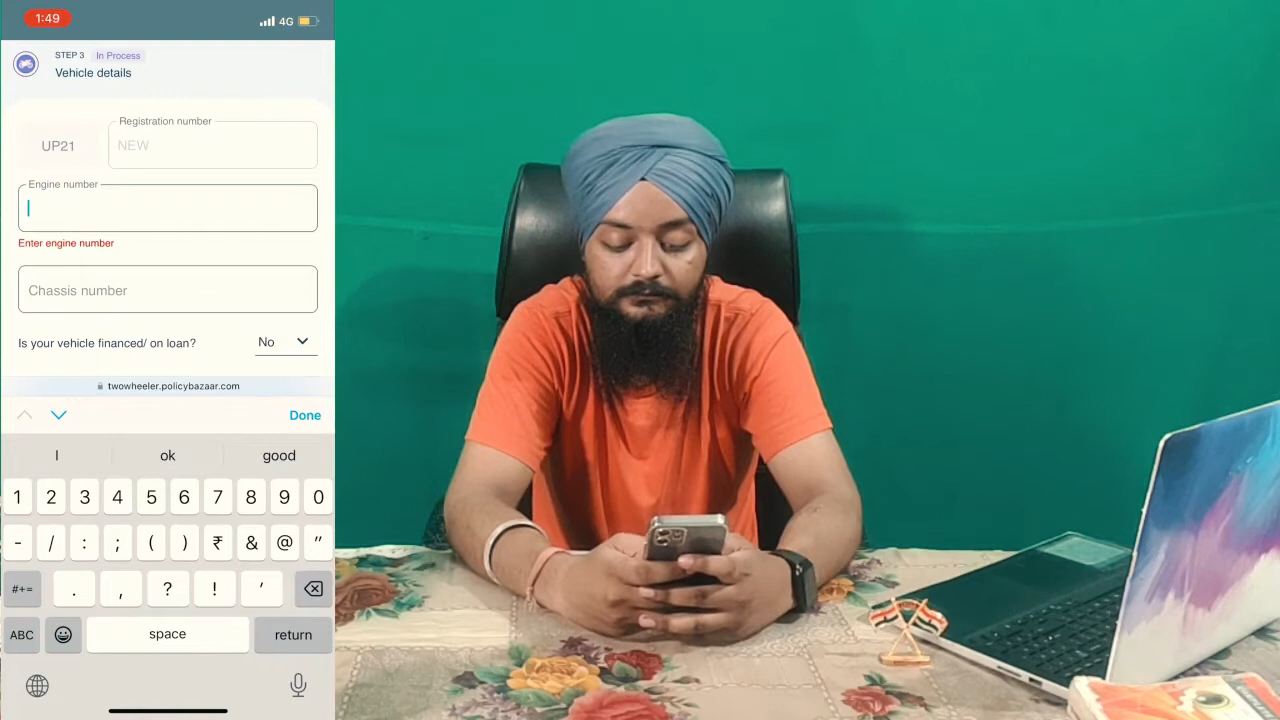 1:49
4G
STEP 3 In Process
Vehicle details
Registration number
UP21 NEW
Engine number
Enter engine number
Chassis number
Is your vehicle financed/ on loan? No
twowheeler.policybazaar.com
Done
I ok good
1 2 3 4 5 6 7 8 9 0
- / : ; ( ) ₹ & @ "
#+= . , ? ! '
ABC space return